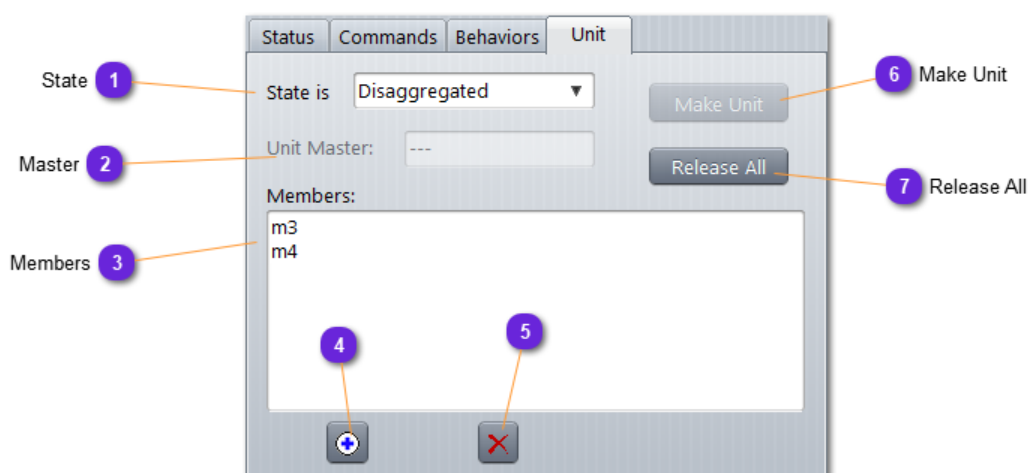 Status Commands Behaviors Unit
State 1
State is Disaggregated
6 Make Unit
Make Unit
Master 2
Unit Master: ---
Release All
7 Release All
Members:
m3
m4
Members 3
4
5